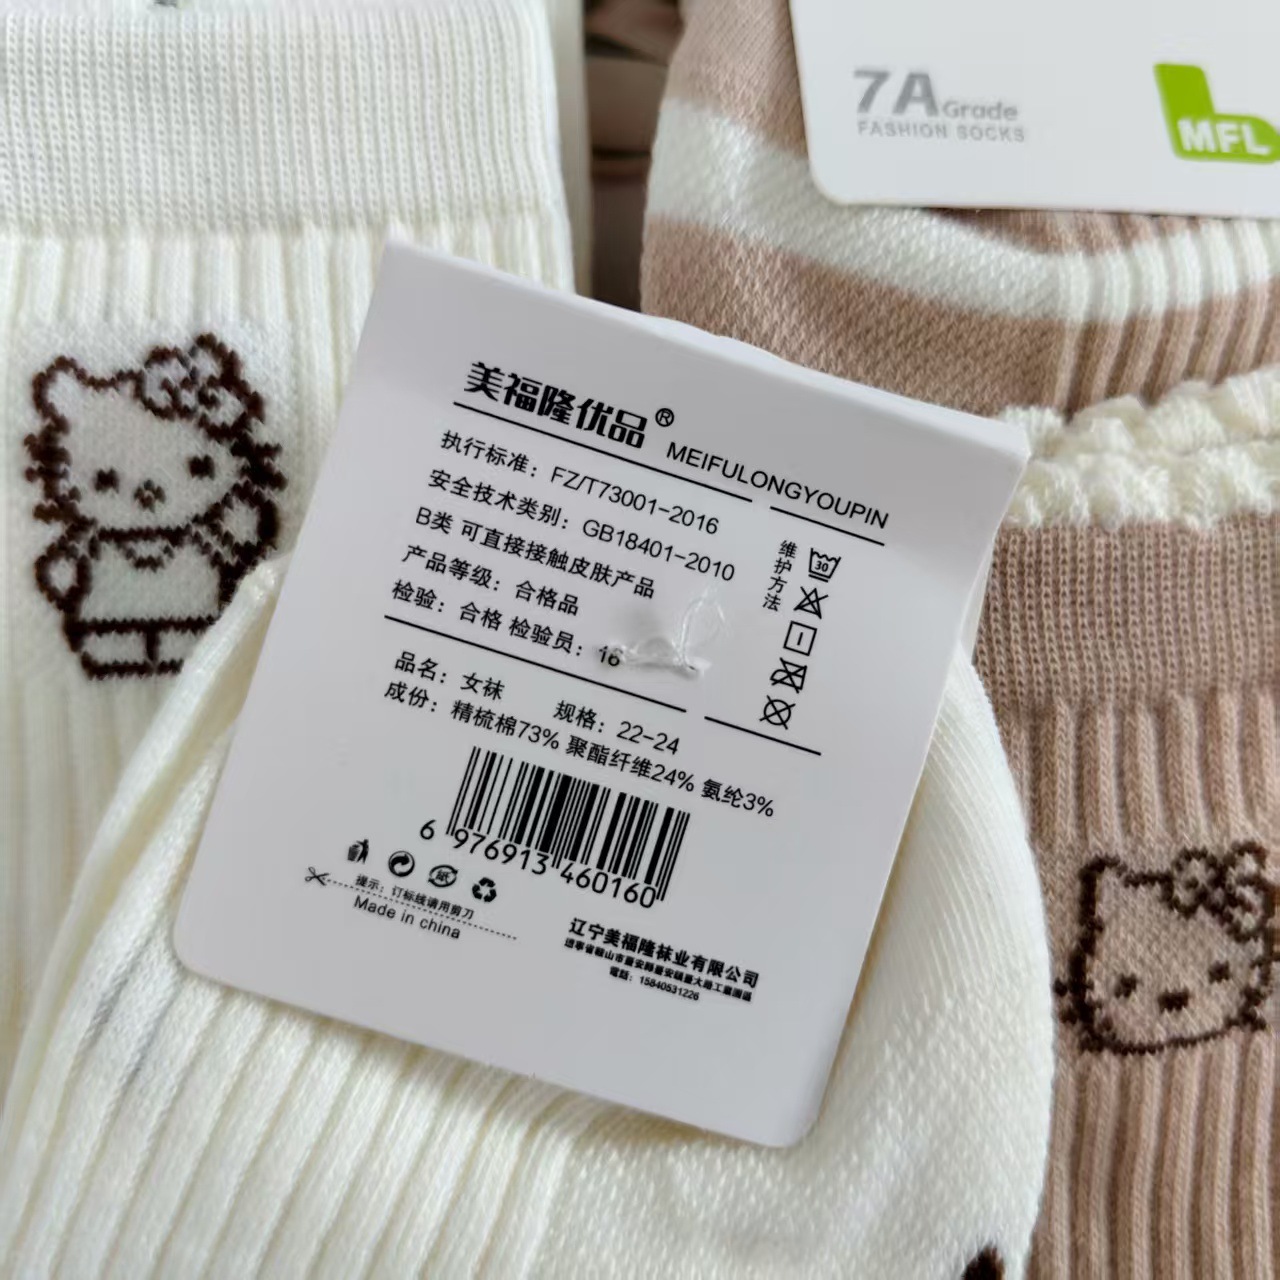 7A Grade
FASHION SOCKS
MFL
美福隆优品®
MEIFULONGYOUPIN
执行标准：FZ/T73001-2016
安全技术类别：GB18401-2010
B类 可直接接触皮肤产品
产品等级：合格品
检验：合格 检验员：16
维护方法
30
品名：女袜 规格：22-24
成份：精梳棉73% 聚酯纤维24% 氨纶3%
6 976913 460160
提示：订标线请用剪刀
Made in china
辽宁美福隆袜业有限公司
電話：15840531226